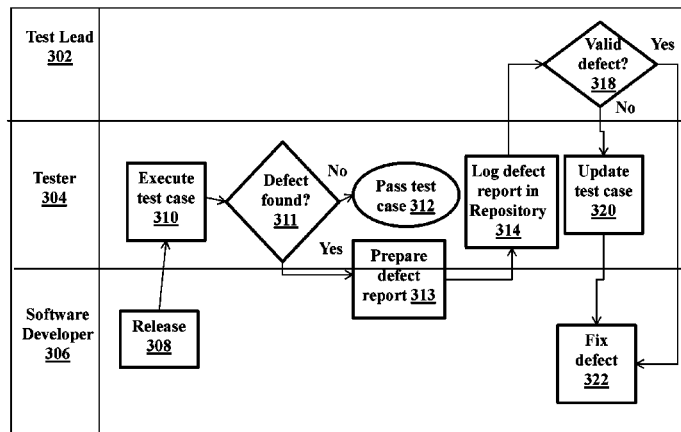 Test Lead
302
Valid
defect?
318
Yes
No
Tester
304
Execute
test case
310
Defect
found?
311
No
Yes
Pass test
case 312
Log defect
report in
Repository
314
Update
test case
320
Prepare
defect
report 313
Software
Developer
306
Release
308
Fix
defect
322